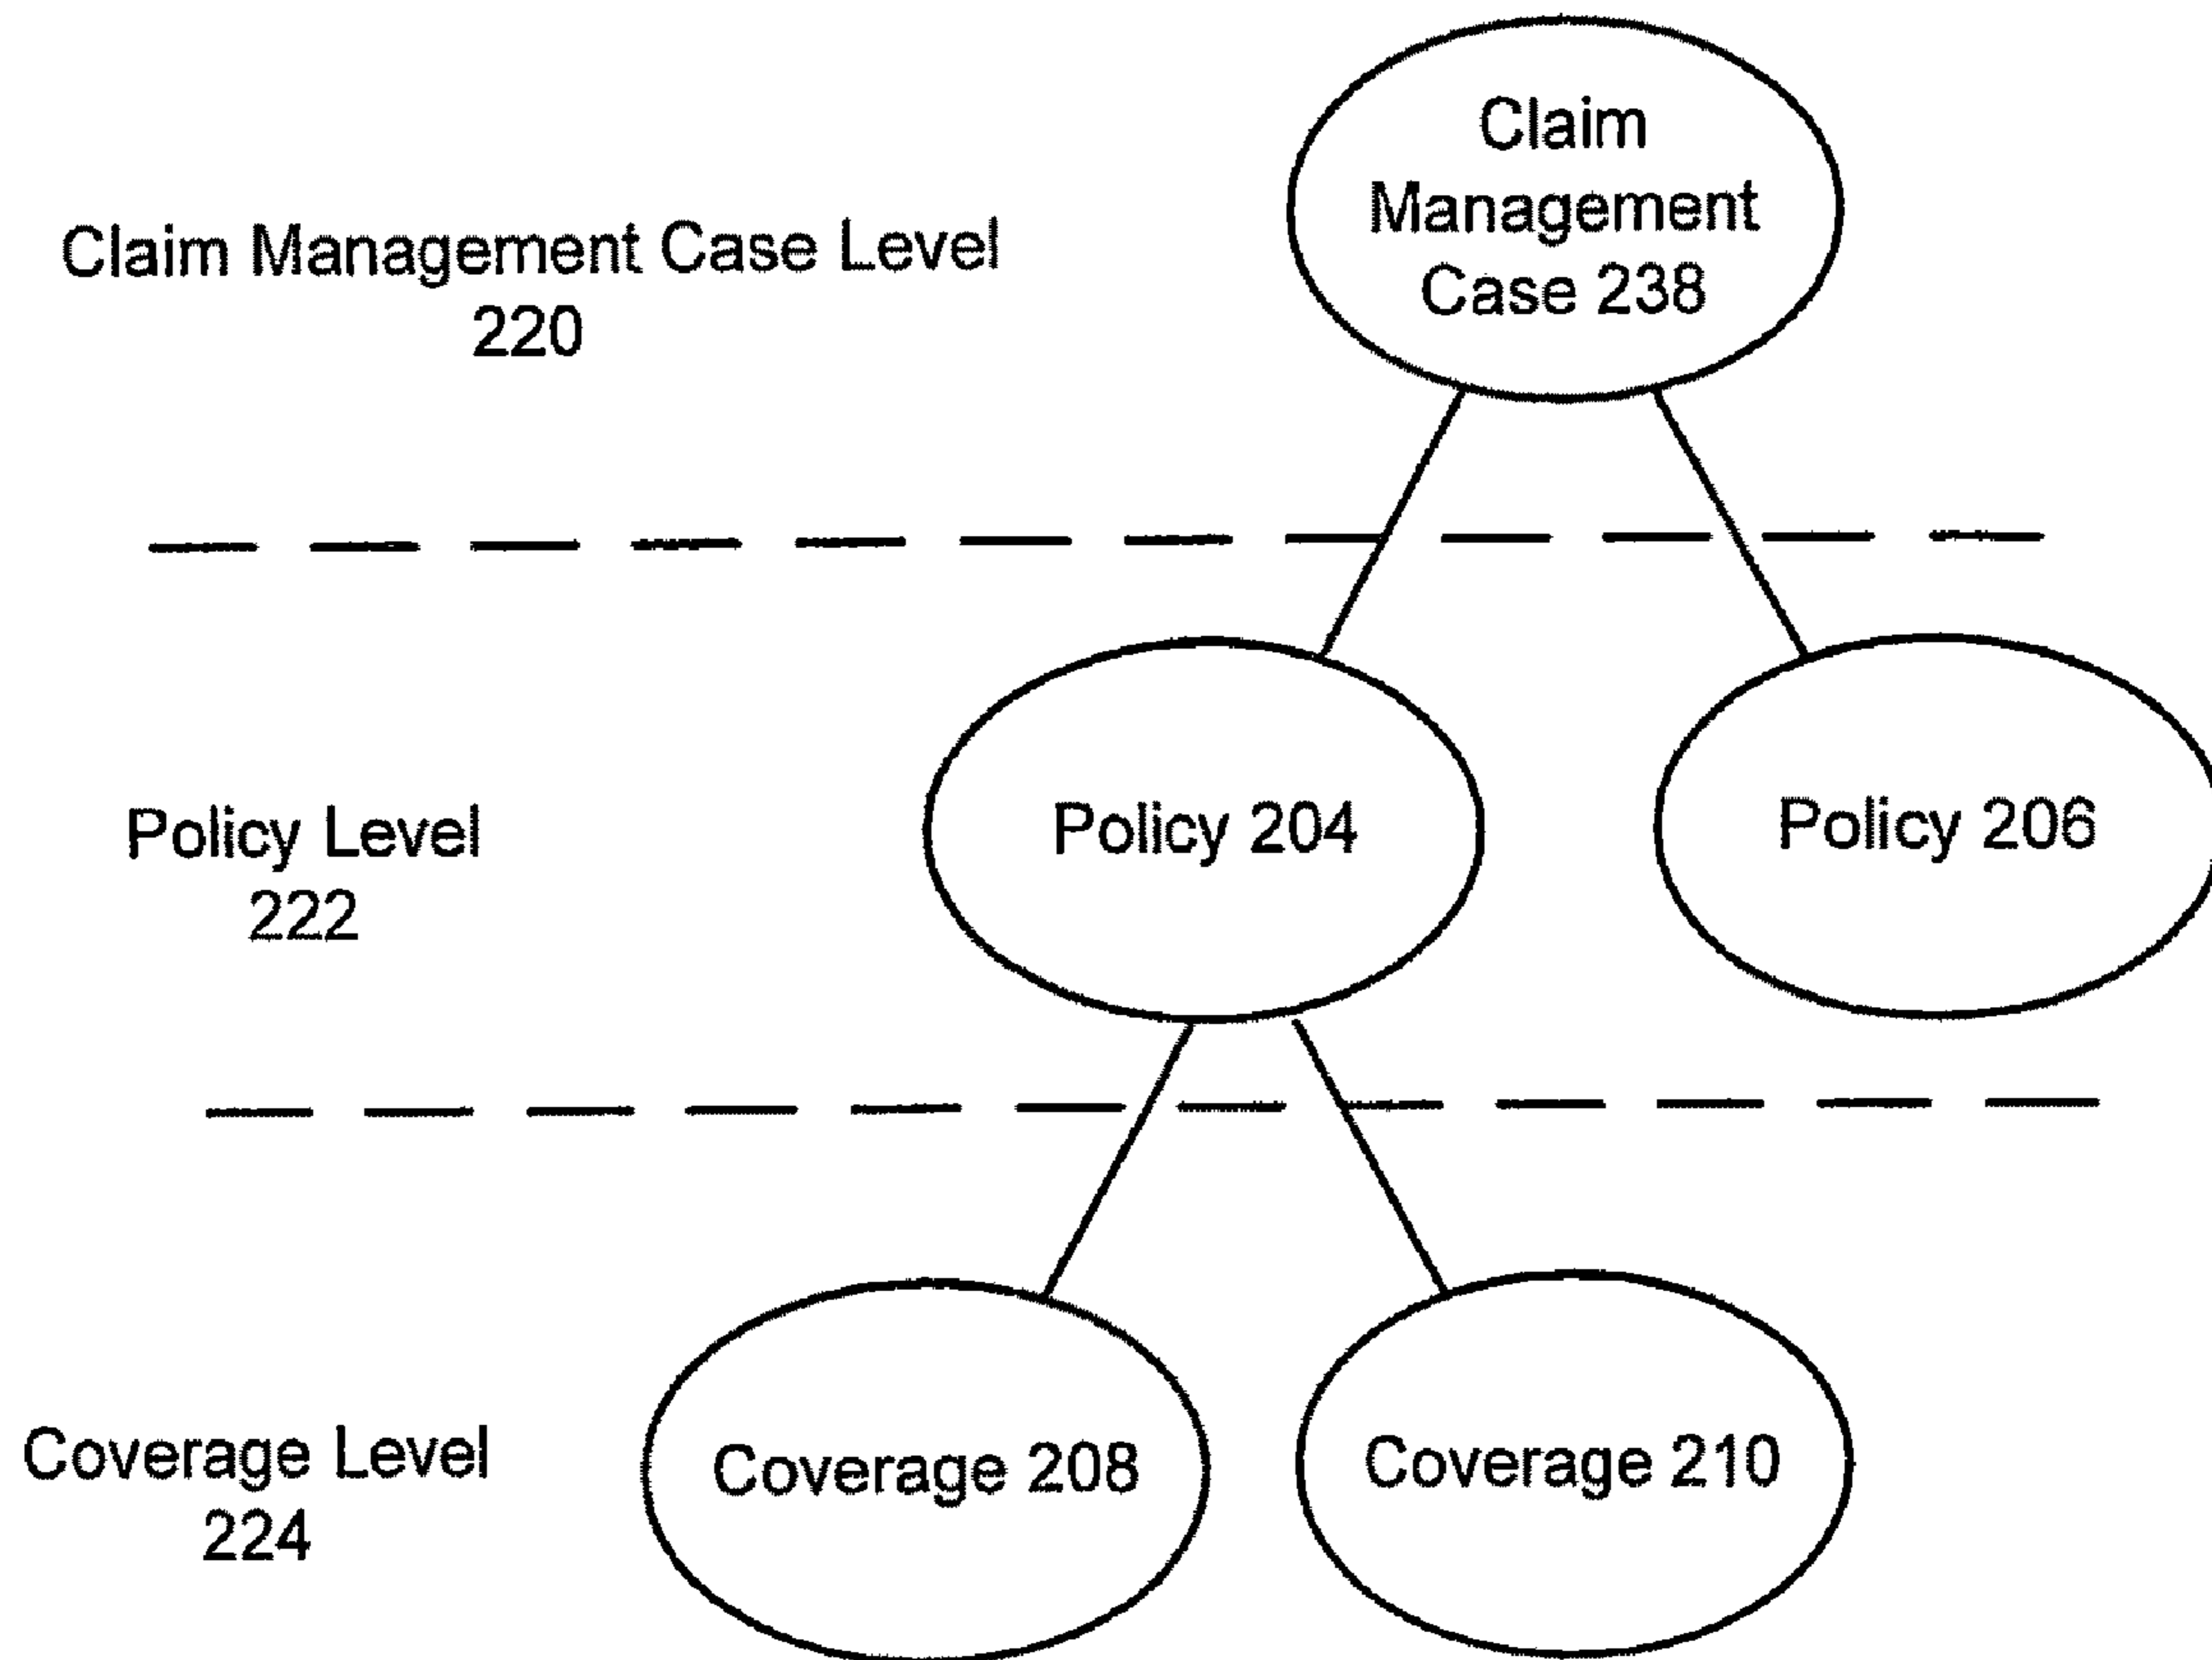 Claim
Management
Case 238
Claim Management Case Level
220
Policy Level
222
Policy 204
Policy 206
Coverage Level
224
Coverage 208
Coverage 210